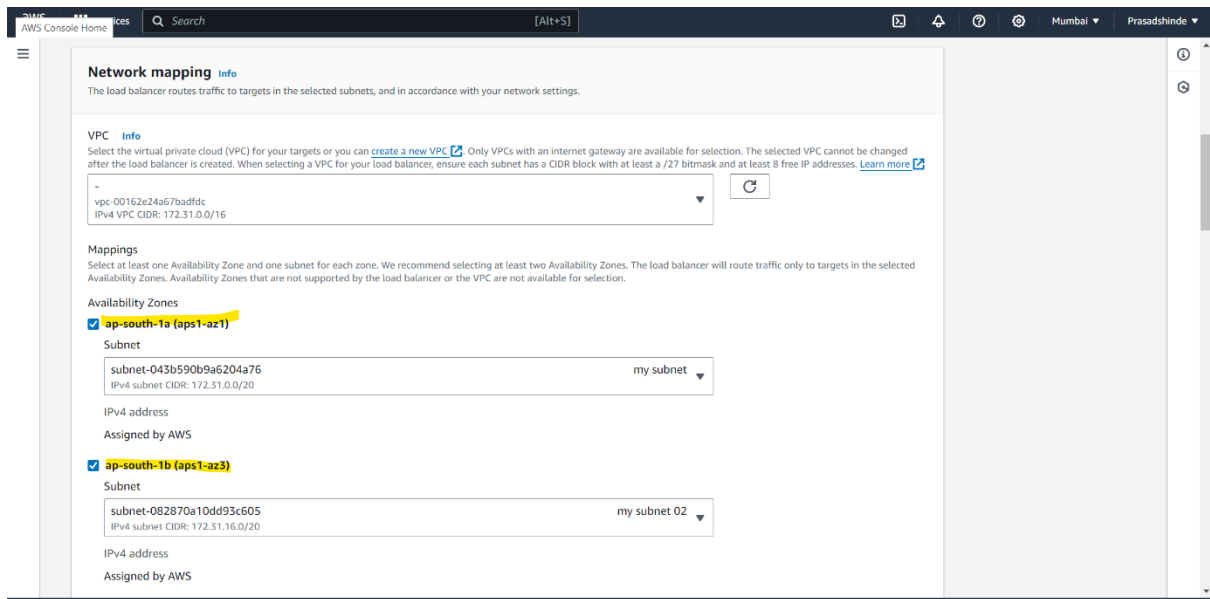 aws
ices
Search
[Alt+S]
Mumbai ▼
Prasadshinde ▼
AWS Console Home
Network mapping Info
The load balancer routes traffic to targets in the selected subnets, and in accordance with your network settings.
VPC Info
Select the virtual private cloud (VPC) for your targets or you can create a new VPC. Only VPCs with an internet gateway are available for selection. The selected VPC cannot be changed
after the load balancer is created. When selecting a VPC for your load balancer, ensure each subnet has a CIDR block with at least a /27 bitmask and at least 8 free IP addresses. Learn more
-
vpc-00162e24a67badfdc
IPv4 VPC CIDR: 172.31.0.0/16
Mappings
Select at least one Availability Zone and one subnet for each zone. We recommend selecting at least two Availability Zones. The load balancer will route traffic only to targets in the selected
Availability Zones. Availability Zones that are not supported by the load balancer or the VPC are not available for selection.
Availability Zones
ap-south-1a (aps1-az1)
Subnet
subnet-043b590b9a6204a76 my subnet
IPv4 subnet CIDR: 172.31.0.0/20
IPv4 address
Assigned by AWS
ap-south-1b (aps1-az3)
Subnet
subnet-082870a10dd93c605 my subnet 02
IPv4 subnet CIDR: 172.31.16.0/20
IPv4 address
Assigned by AWS